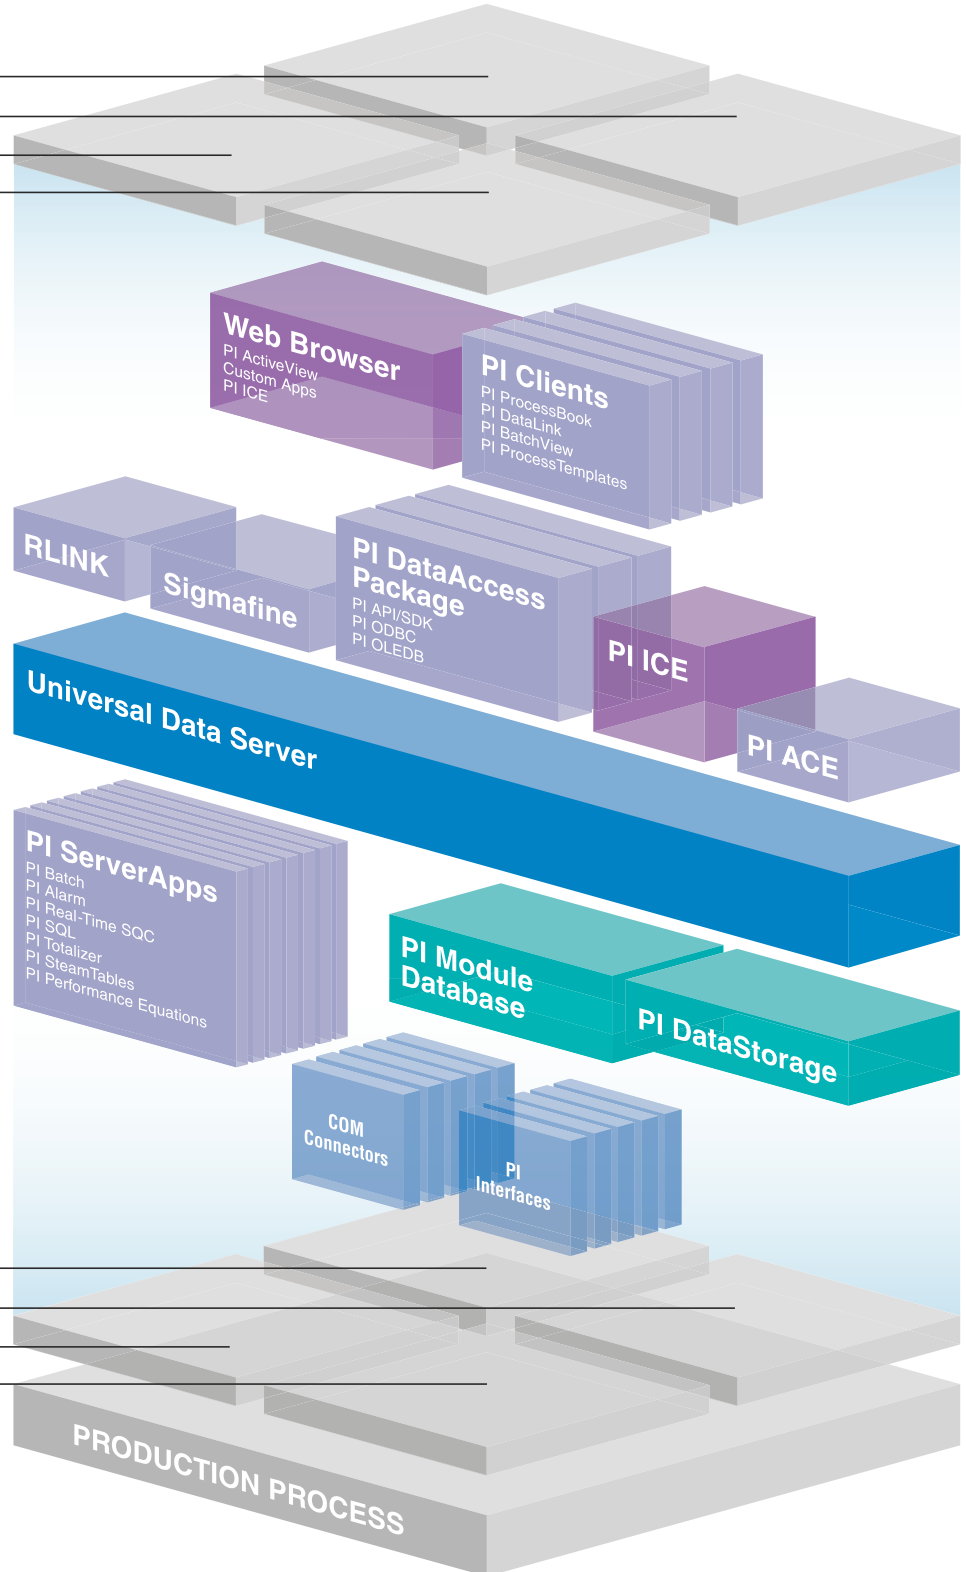 Web Browser
PI ActiveView
Custom Apps
PI ICE
PI Clients
PI ProcessBook
PI DataLink
PI BatchView
PI ProcessTemplates
RLINK
Sigmafine
PI DataAccess
Package
PI API/SDK
PI ODBC
PI OLEDB
PI ICE
PI ACE
Universal Data Server
PI ServerApps
PI Batch
PI Alarm
PI Real-Time SQC
PI SQL
PI Totalizer
PI SteamTables
PI Performance Equations
PI Module
Database
PI DataStorage
COM
Connectors
PI
Interfaces
PRODUCTION PROCESS